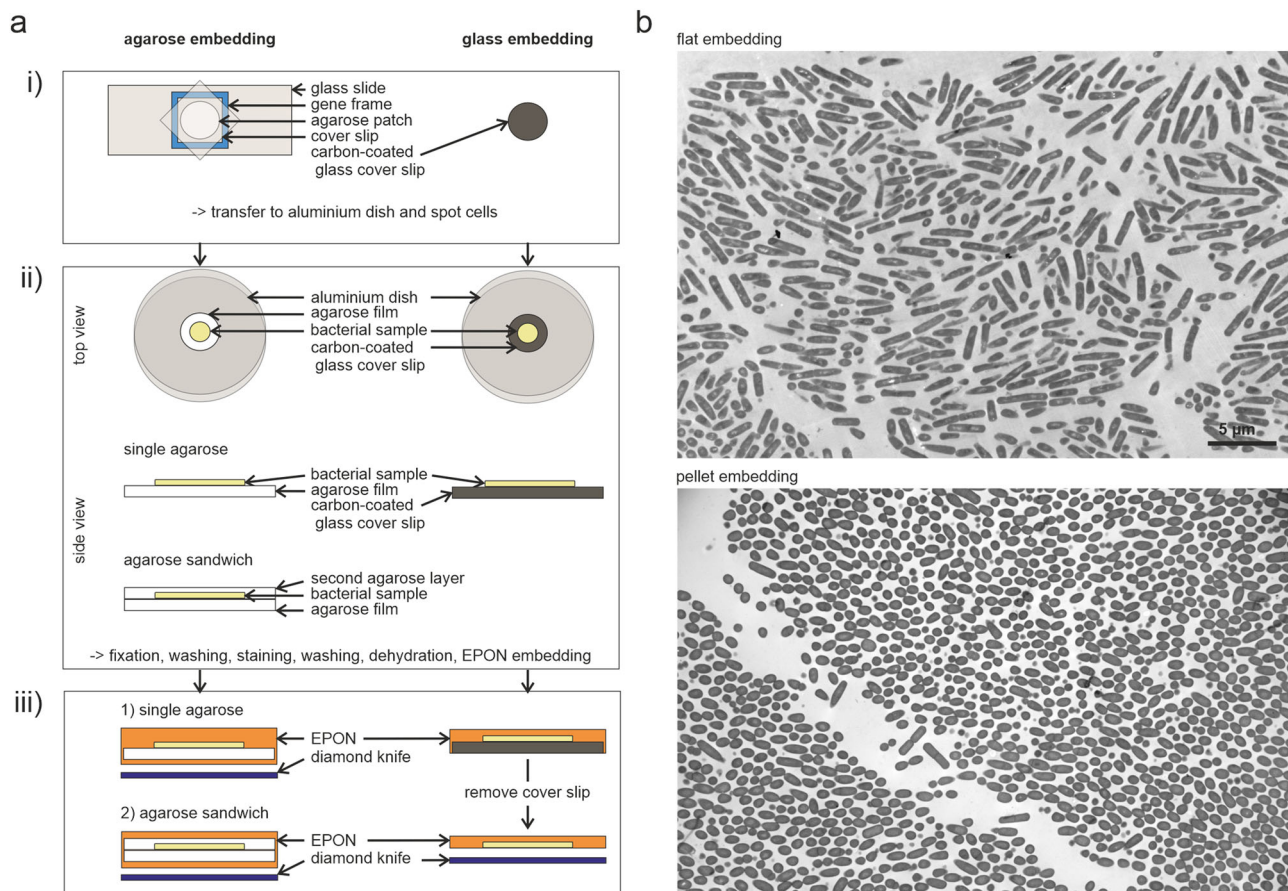 a
agarose embedding
glass embedding
i)
glass slide
gene frame
agarose patch
cover slip
carbon-coated
glass cover slip
-> transfer to aluminium dish and spot cells
ii)
top view
aluminium dish
agarose film
bacterial sample
carbon-coated
glass cover slip
side view
single agarose
bacterial sample
agarose film
carbon-coated
glass cover slip
agarose sandwich
second agarose layer
bacterial sample
agarose film
-> fixation, washing, staining, washing, dehydration, EPON embedding
iii)
1) single agarose
EPON
diamond knife
remove cover slip
2) agarose sandwich
EPON
diamond knife
b
flat embedding
5 µm
pellet embedding